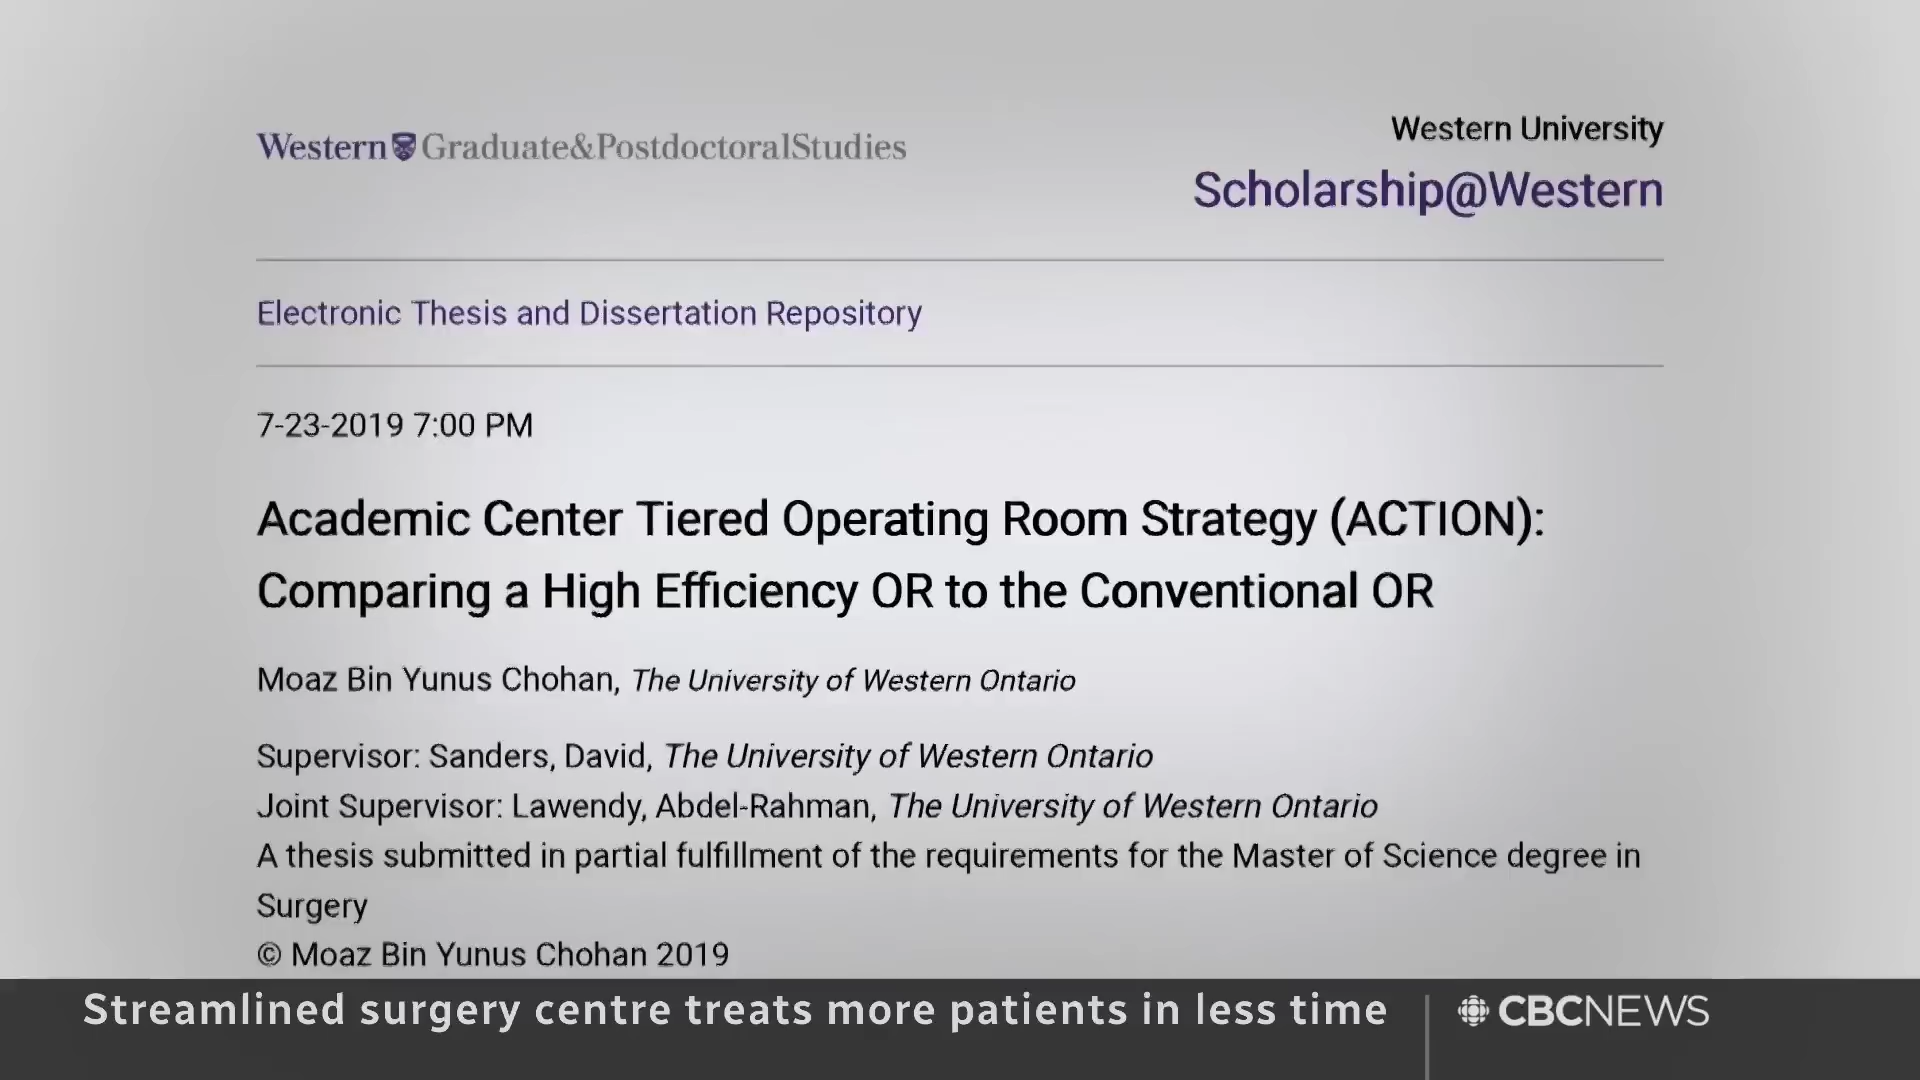 Western Graduate&PostdoctoralStudies
Western University
Scholarship@Western
Electronic Thesis and Dissertation Repository
7-23-2019 7:00 PM
Academic Center Tiered Operating Room Strategy (ACTION):
Comparing a High Efficiency OR to the Conventional OR
Moaz Bin Yunus Chohan, The University of Western Ontario
Supervisor: Sanders, David, The University of Western Ontario
Joint Supervisor: Lawendy, Abdel-Rahman, The University of Western Ontario
A thesis submitted in partial fulfillment of the requirements for the Master of Science degree in
Surgery
© Moaz Bin Yunus Chohan 2019
Streamlined surgery centre treats more patients in less time
CBCNEWS